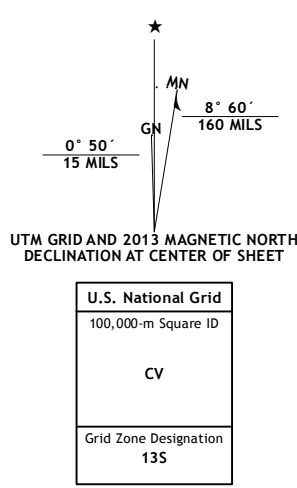 ★
MN
GN
8° 60´
160 MILS
0° 50´
15 MILS
UTM GRID AND 2013 MAGNETIC NORTH
DECLINATION AT CENTER OF SHEET
U.S. National Grid
100,000-m Square ID
CV
Grid Zone Designation
13S